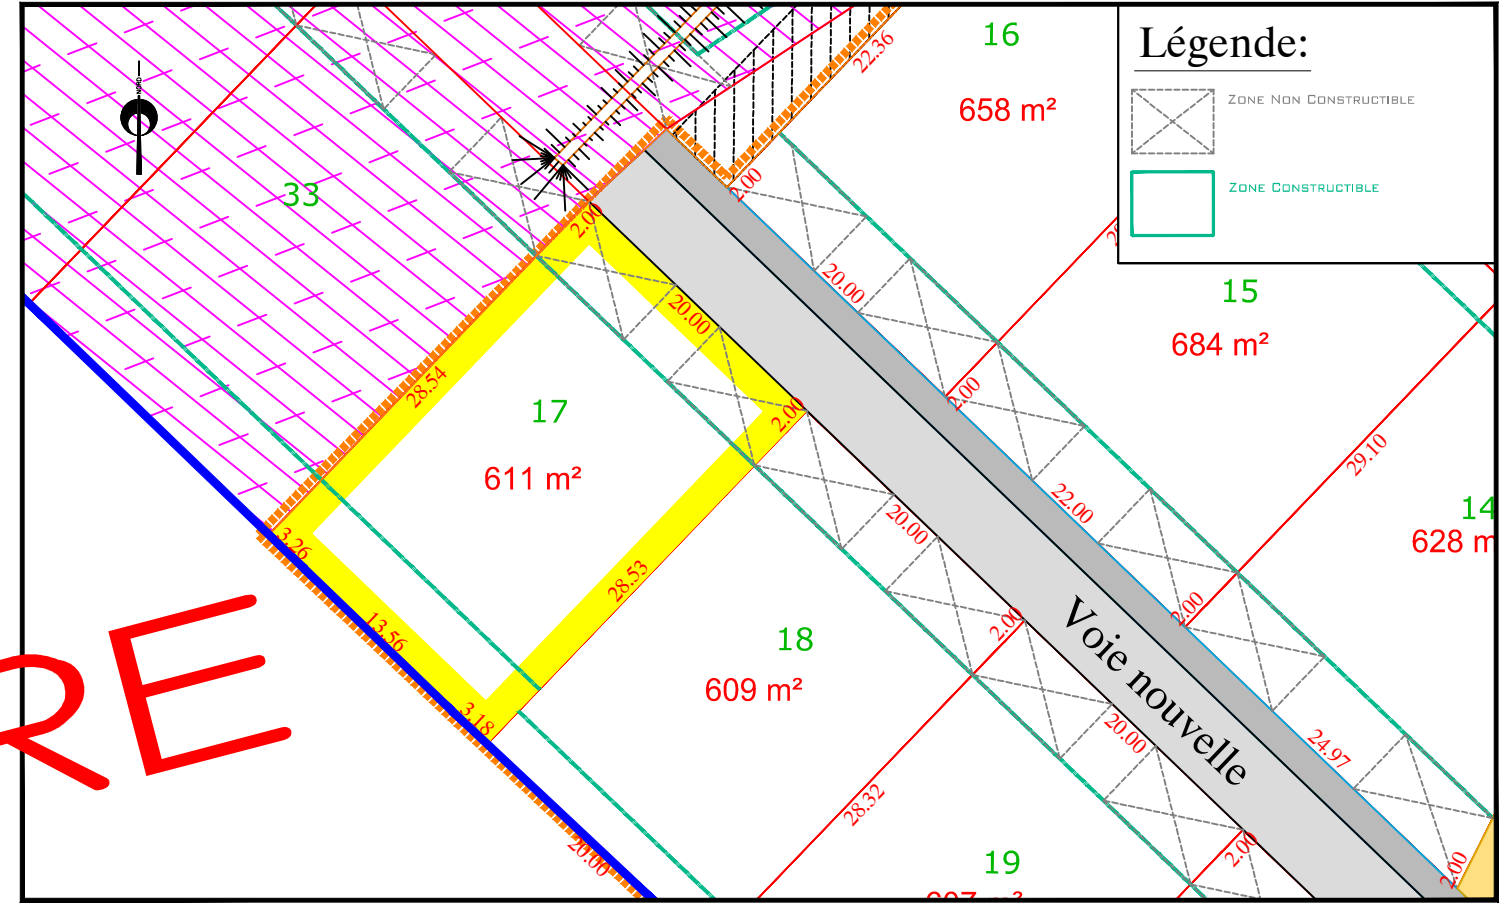 16
22.36
658 m²
Légende:
ZONE NON CONSTRUCTIBLE
ZONE CONSTRUCTIBLE
NORD
33
2.00
2.00
20.00
20.00
15
684 m²
28.54
17
611 m²
2.00
2.00
22.00
29.10
14
628 m
3.26
13.56
3.18
28.53
20.00
18
609 m²
2.00
2.00
Voie nouvelle
20.00
24.97
28.32
RE
20.00
19
2.00
2.00